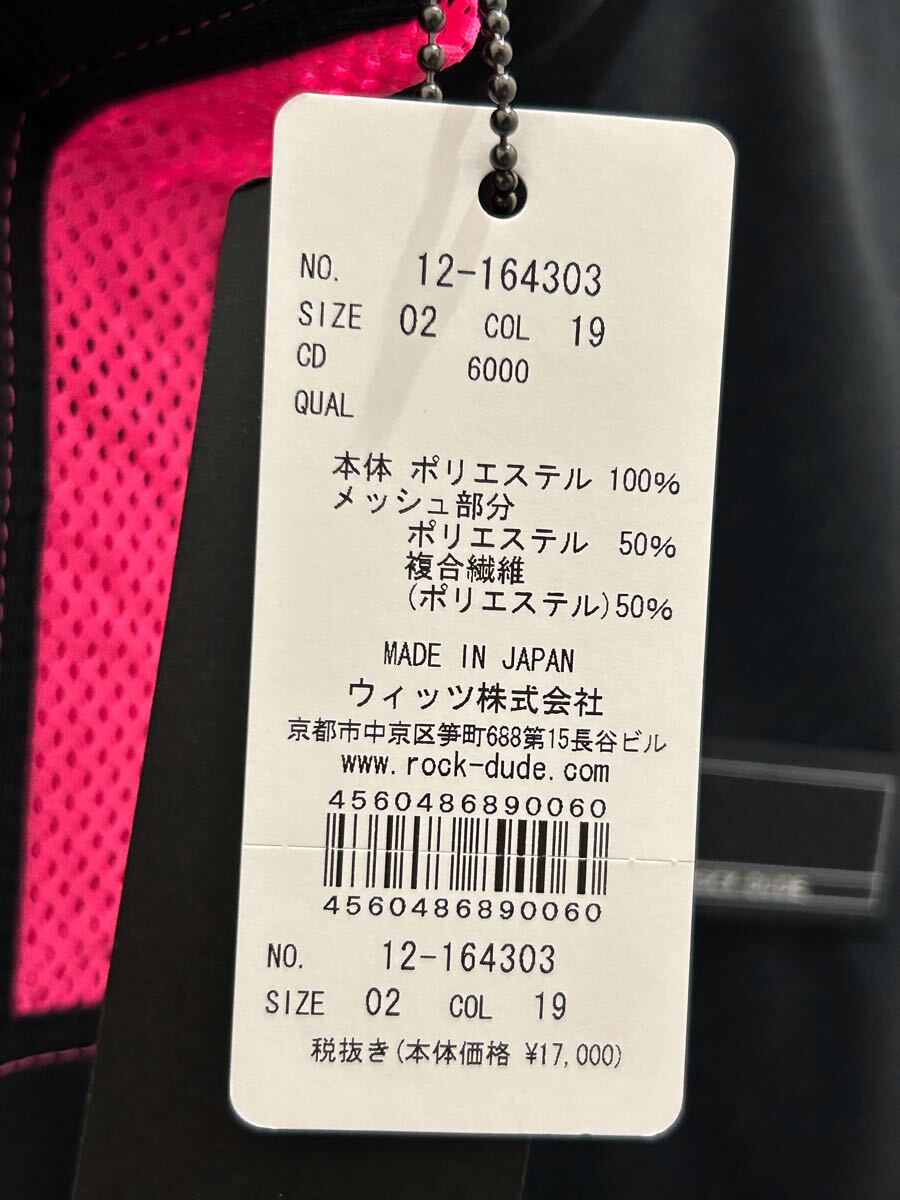 NO. 12-164303
SIZE 02 COL 19
CD 6000
QUAL
本体 ポリエステル 100%
メッシュ部分
ポリエステル 50%
複合繊維
(ポリエステル)50%
MADE IN JAPAN
ウィッツ株式会社
京都市中京区笋町688第15長谷ビル
www.rock-dude.com
4560486890060
4560486890060
NO. 12-164303
SIZE 02 COL 19
税抜き(本体価格 ¥17,000)